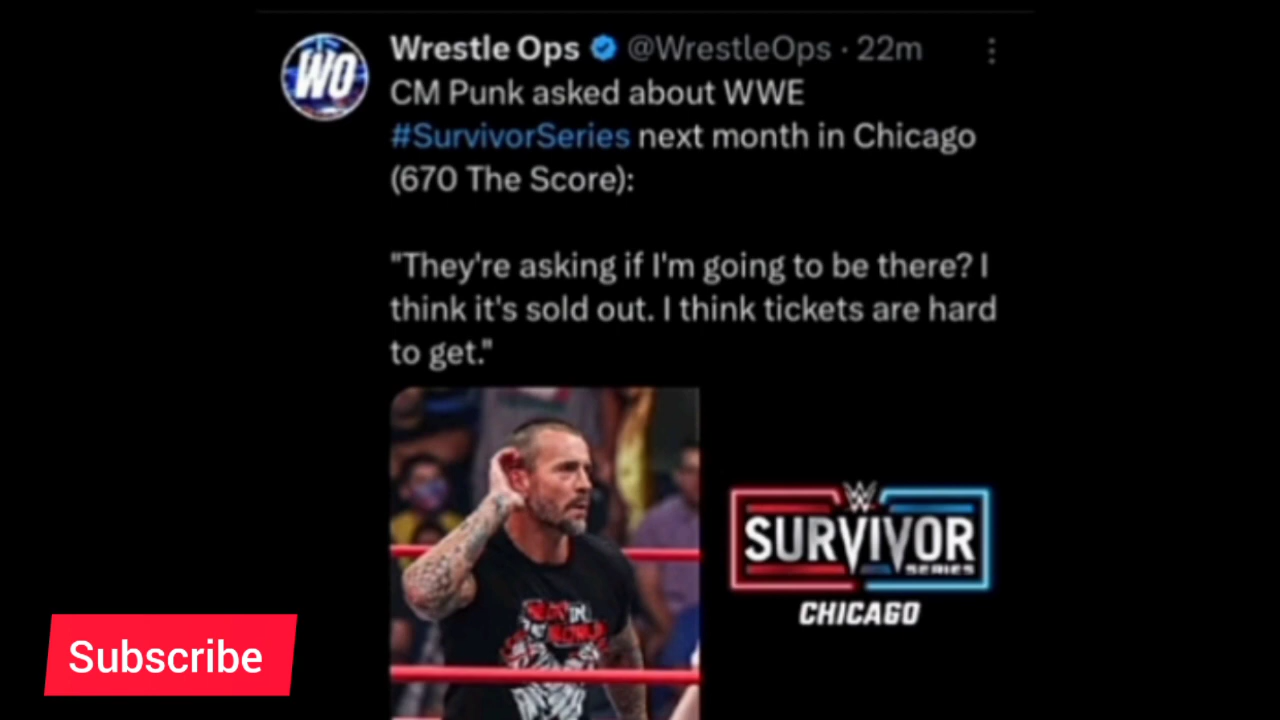 WO
Wrestle Ops @WrestleOps · 22m
CM Punk asked about WWE
#SurvivorSeries next month in Chicago
(670 The Score):
"They're asking if I'm going to be there? I
think it's sold out. I think tickets are hard
to get."
W
SURVIVOR
SERIES
CHICAGO
Subscribe